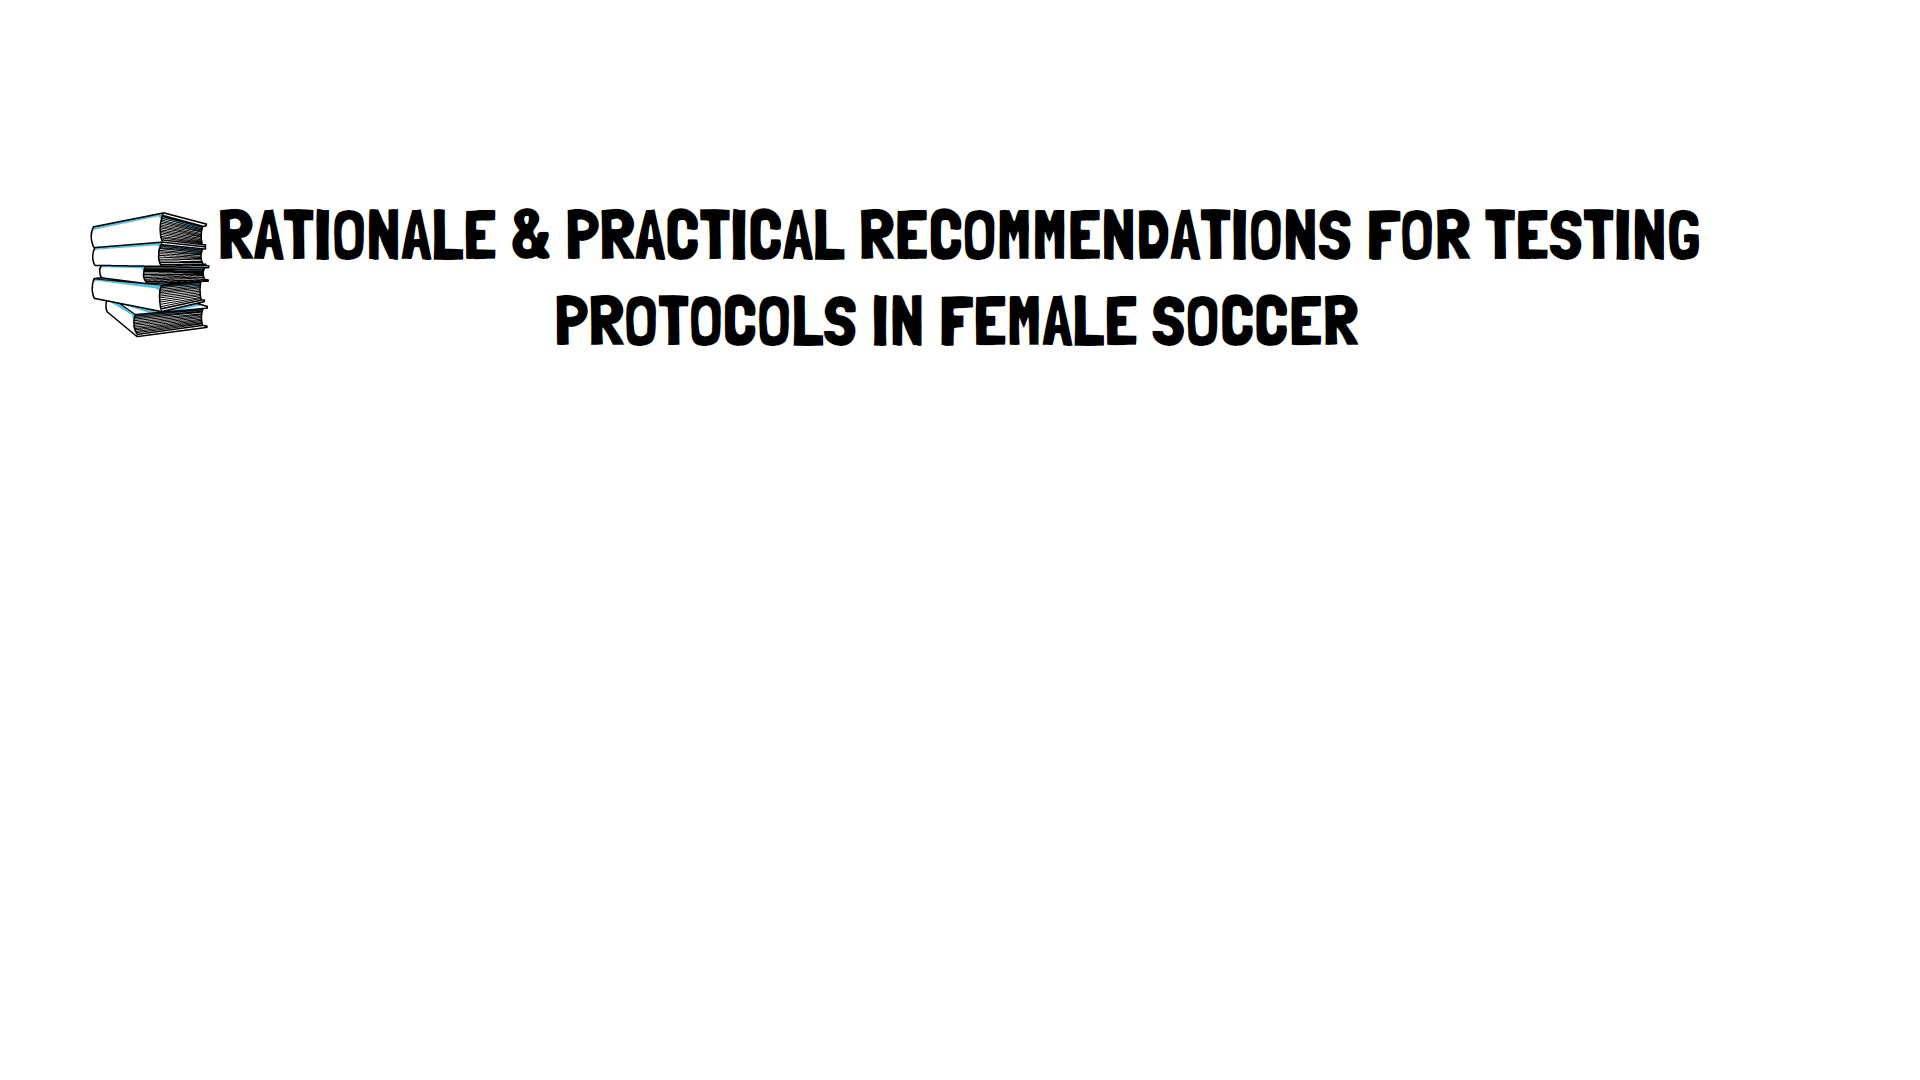 RATIONALE & PRACTICAL RECOMMENDATIONS FOR TESTING
PROTOCOLS IN FEMALE SOCCER